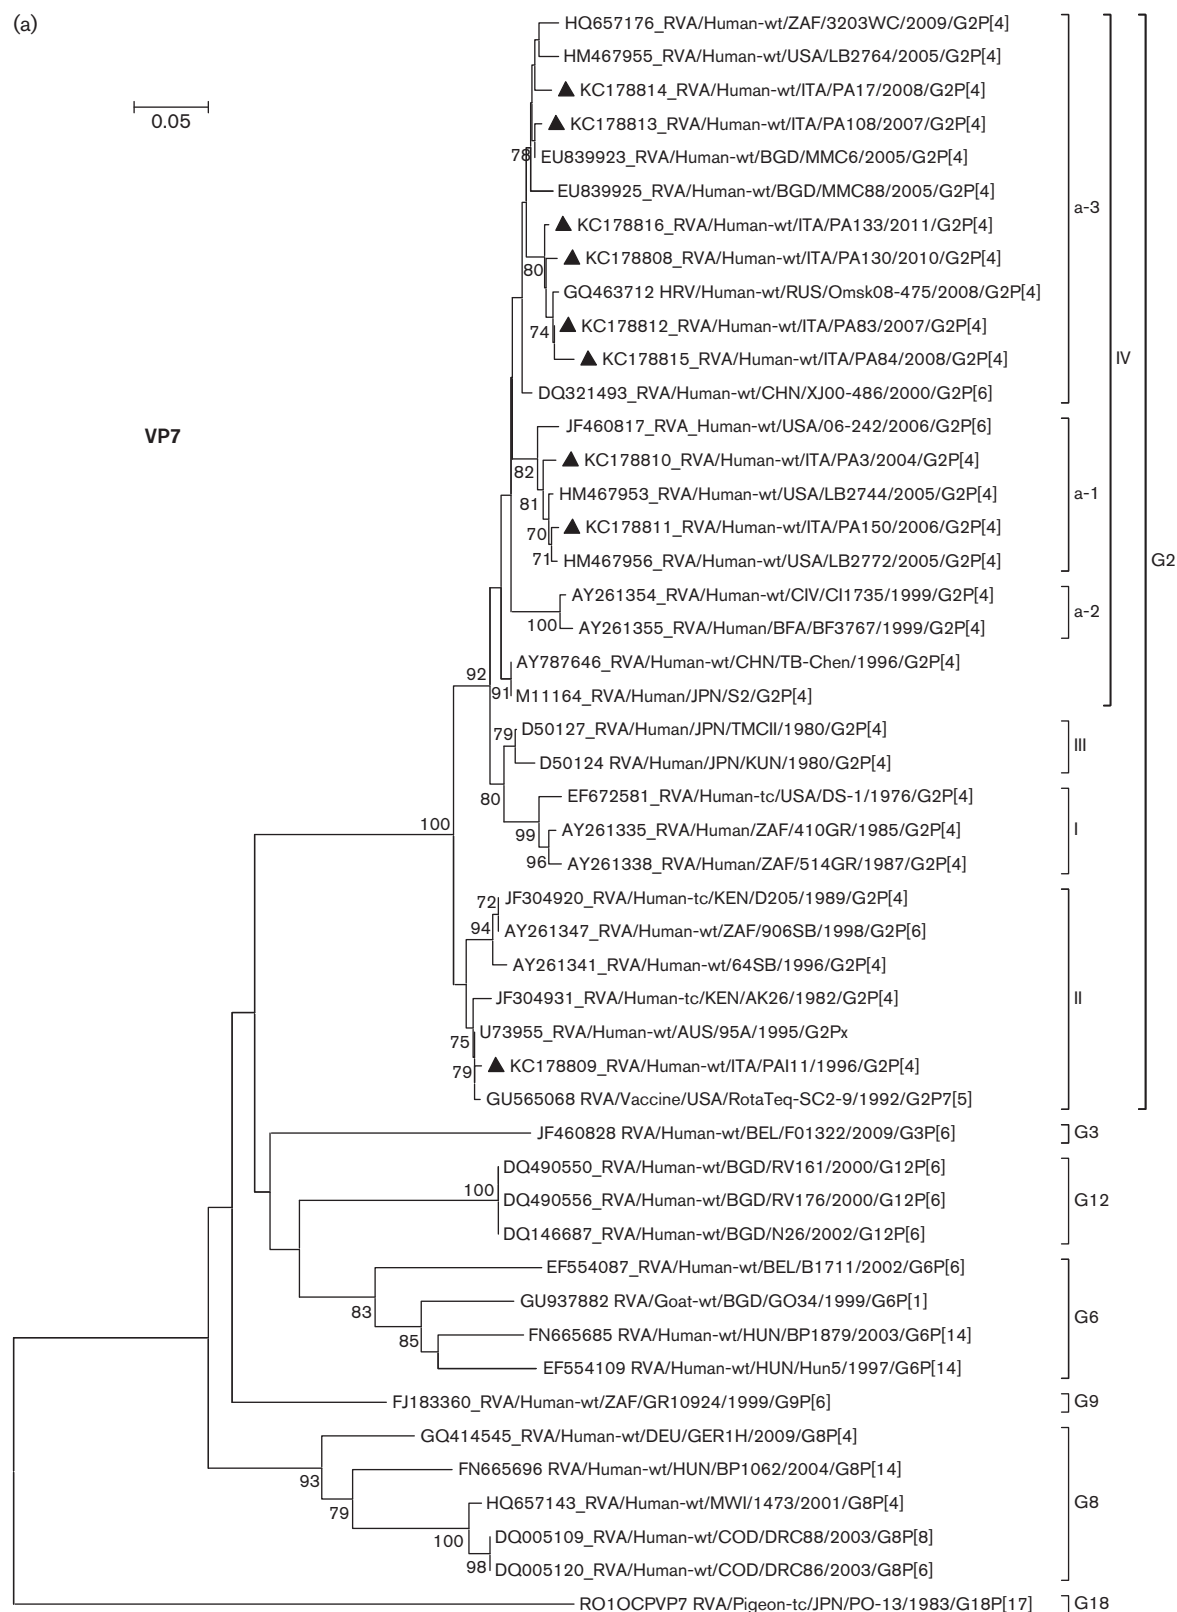 (a)
HQ657176_RVA/Human-wt/ZAF/3203WC/2009/G2P[4]
HM467955_RVA/Human-wt/USA/LB2764/2005/G2P[4]
0.05
KC178814_RVA/Human-wt/ITA/PA17/2008/G2P[4]
KC178813_RVA/Human-wt/ITA/PA108/2007/G2P[4]
78
EU839923_RVA/Human-wt/BGD/MMC6/2005/G2P[4]
EU839925_RVA/Human-wt/BGD/MMC88/2005/G2P[4]
a-3
KC178816_RVA/Human-wt/ITA/PA133/2011/G2P[4]
80
KC178808_RVA/Human-wt/ITA/PA130/2010/G2P[4]
GQ463712 HRV/Human-wt/RUS/Omsk08-475/2008/G2P[4]
74
KC178812_RVA/Human-wt/ITA/PA83/2007/G2P[4]
KC178815_RVA/Human-wt/ITA/PA84/2008/G2P[4]
IV
DQ321493_RVA/Human-wt/CHN/XJ00-486/2000/G2P[6]
VP7
JF460817_RVA_Human-wt/USA/06-242/2006/G2P[6]
82
KC178810_RVA/Human-wt/ITA/PA3/2004/G2P[4]
81
HM467953_RVA/Human-wt/USA/LB2744/2005/G2P[4]
a-1
70
KC178811_RVA/Human-wt/ITA/PA150/2006/G2P[4]
71
HM467956_RVA/Human-wt/USA/LB2772/2005/G2P[4]
G2
AY261354_RVA/Human-wt/CIV/CI1735/1999/G2P[4]
a-2
100
AY261355_RVA/Human/BFA/BF3767/1999/G2P[4]
AY787646_RVA/Human-wt/CHN/TB-Chen/1996/G2P[4]
92
91
M11164_RVA/Human/JPN/S2/G2P[4]
79
D50127_RVA/Human/JPN/TMCII/1980/G2P[4]
III
D50124 RVA/Human/JPN/KUN/1980/G2P[4]
80
EF672581_RVA/Human-tc/USA/DS-1/1976/G2P[4]
100
99
AY261335_RVA/Human/ZAF/410GR/1985/G2P[4]
I
96
AY261338_RVA/Human/ZAF/514GR/1987/G2P[4]
72
JF304920_RVA/Human-tc/KEN/D205/1989/G2P[4]
94
AY261347_RVA/Human-wt/ZAF/906SB/1998/G2P[6]
AY261341_RVA/Human-wt/64SB/1996/G2P[4]
JF304931_RVA/Human-tc/KEN/AK26/1982/G2P[4]
II
75
U73955_RVA/Human-wt/AUS/95A/1995/G2Px
79
KC178809_RVA/Human-wt/ITA/PAI11/1996/G2P[4]
GU565068 RVA/Vaccine/USA/RotaTeq-SC2-9/1992/G2P7[5]
JF460828 RVA/Human-wt/BEL/F01322/2009/G3P[6]
G3
DQ490550_RVA/Human-wt/BGD/RV161/2000/G12P[6]
100
DQ490556_RVA/Human-wt/BGD/RV176/2000/G12P[6]
G12
DQ146687_RVA/Human-wt/BGD/N26/2002/G12P[6]
EF554087_RVA/Human-wt/BEL/B1711/2002/G6P[6]
83
GU937882 RVA/Goat-wt/BGD/GO34/1999/G6P[1]
G6
85
FN665685 RVA/Human-wt/HUN/BP1879/2003/G6P[14]
EF554109 RVA/Human-wt/HUN/Hun5/1997/G6P[14]
FJ183360_RVA/Human-wt/ZAF/GR10924/1999/G9P[6]
G9
GQ414545_RVA/Human-wt/DEU/GER1H/2009/G8P[4]
93
FN665696 RVA/Human-wt/HUN/BP1062/2004/G8P[14]
79
HQ657143_RVA/Human-wt/MWI/1473/2001/G8P[4]
G8
100
DQ005109_RVA/Human-wt/COD/DRC88/2003/G8P[8]
98
DQ005120_RVA/Human-wt/COD/DRC86/2003/G8P[6]
RO1OCPVP7 RVA/Pigeon-tc/JPN/PO-13/1983/G18P[17]
G18